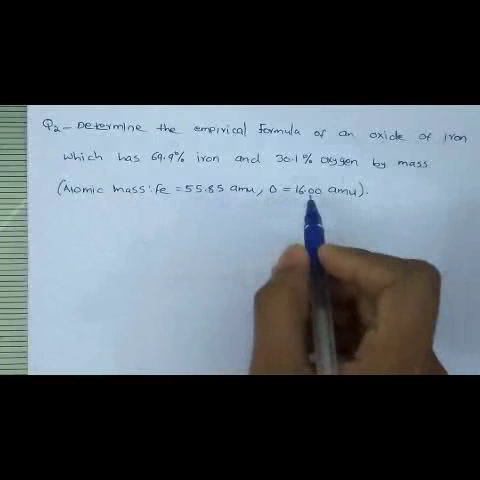 Q2- Determine the empirical formula of an oxide of iron
which has 69.9% iron and 30.1% oxygen by mass
(Atomic mass: Fe = 55.85 amu, O = 16.00 amu).